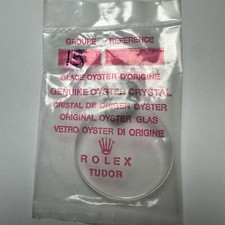 GROUPE REFERENCE
15
GLACE OYSTER D'ORIGINE
GENUINE OYSTER CRYSTAL
CRISTAL DE ORIGEN OYSTER
ORIGINAL OYSTER GLAS
VETRO OYSTER DI ORIGINE
ROLEX
TUDOR